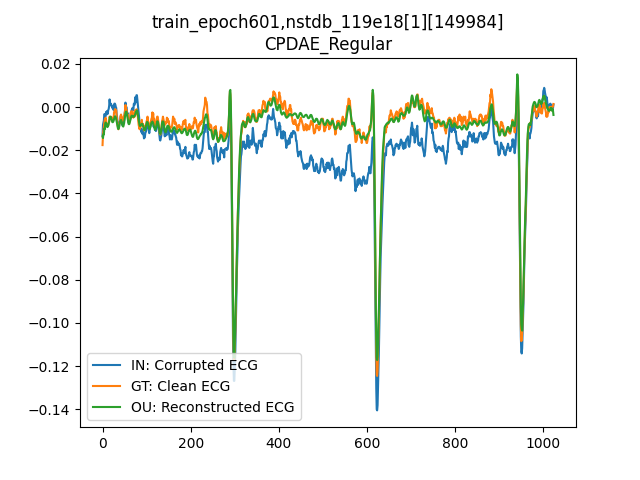 train_epoch601,nstdb_119e18[1][149984]
CPDAE_Regular
0.02
0.00
−0.02
−0.04
−0.06
−0.08
−0.10
−0.12
−0.14
IN: Corrupted ECG
GT: Clean ECG
OU: Reconstructed ECG
0 200 400 600 800 1000